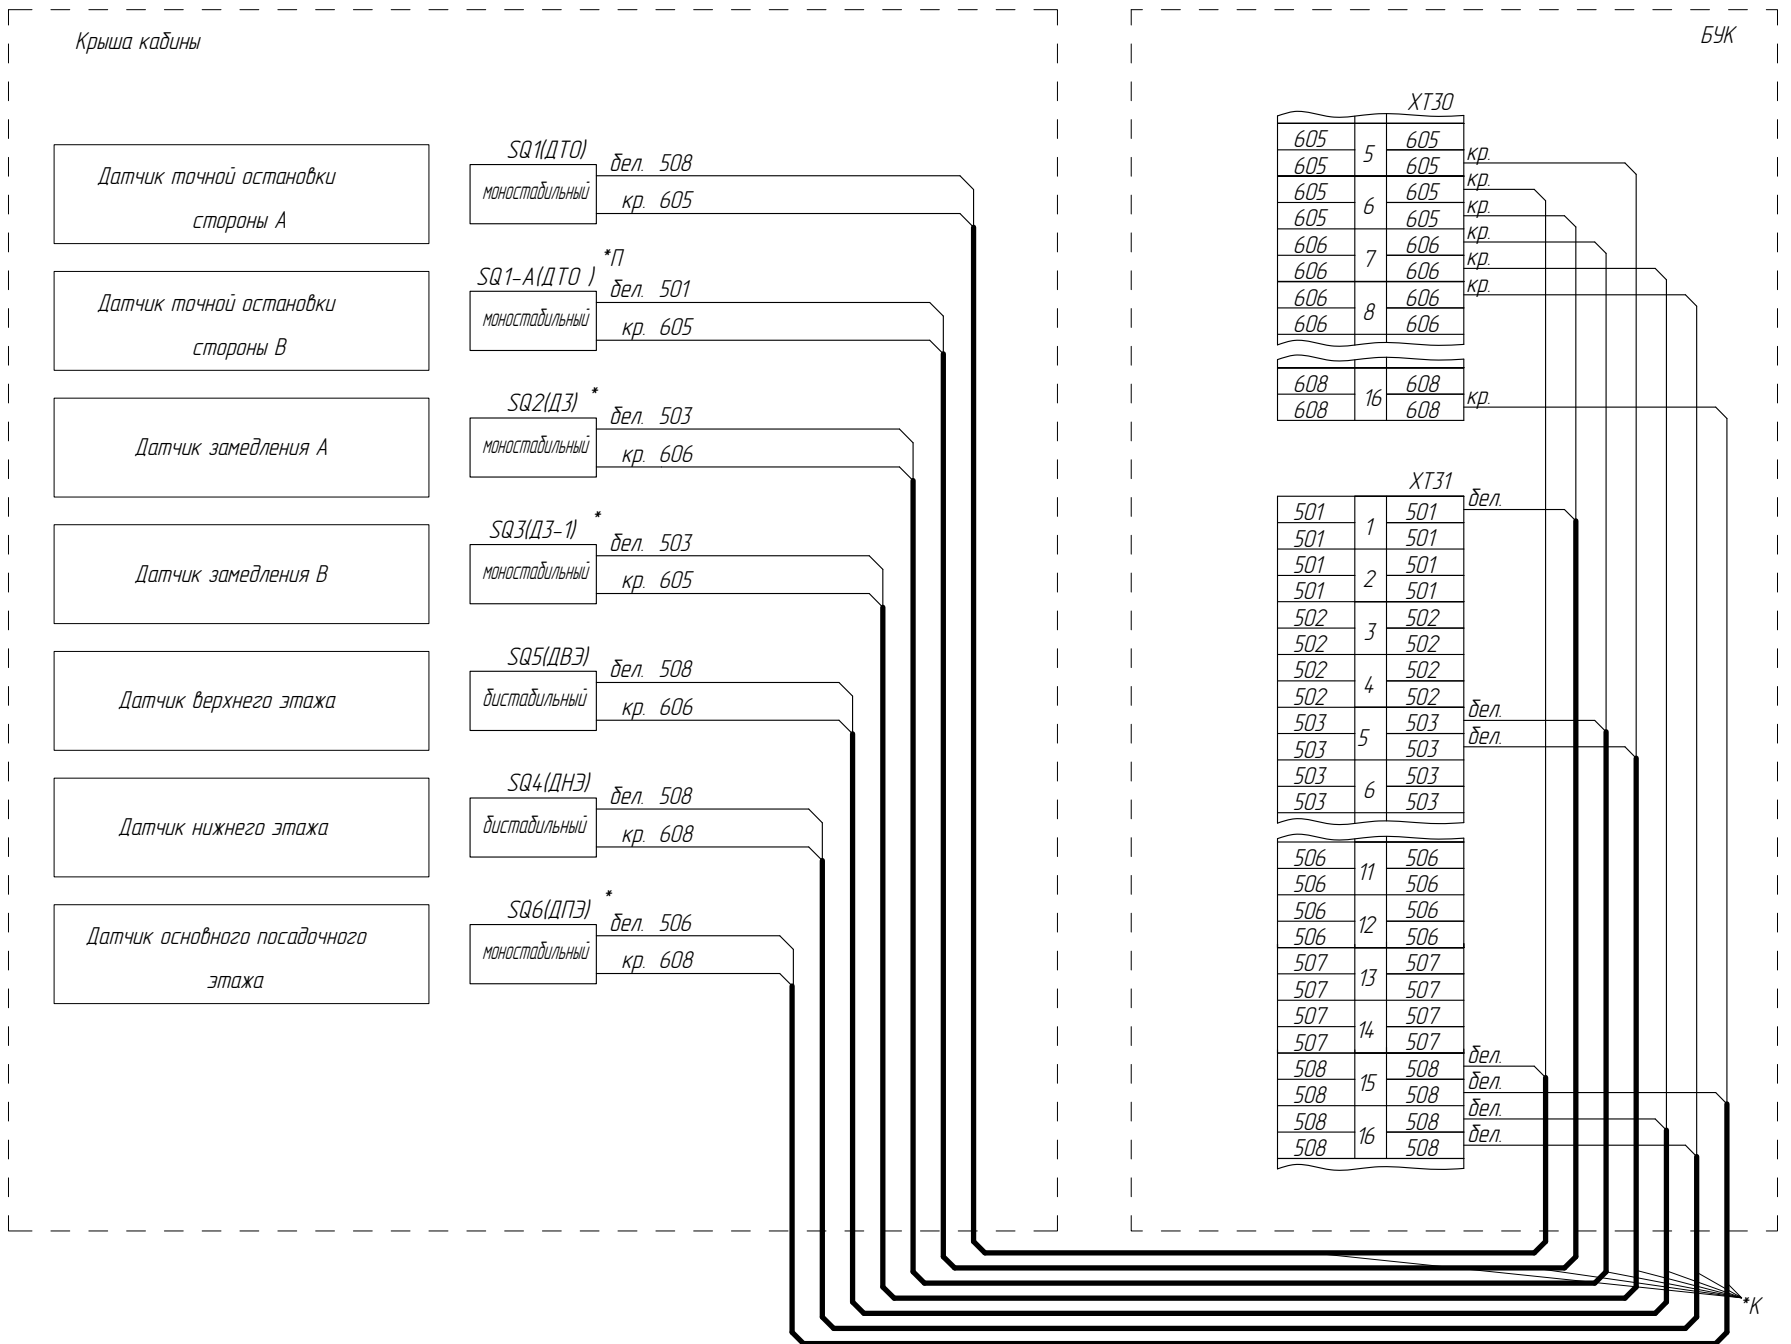 Крыша кабины
Датчик точной остановки
стороны А
SQ1(ДТО)
моностабильный
бел. 508
кр. 605
Датчик точной остановки
стороны В
*П
SQ1-А(ДТО )
моностабильный
бел. 501
кр. 605
Датчик замедления А
SQ2(ДЗ) *
моностабильный
бел. 503
кр. 606
Датчик замедления В
SQ3(ДЗ-1) *
моностабильный
бел. 503
кр. 605
Датчик верхнего этажа
SQ5(ДВЭ)
бистабильный
бел. 508
кр. 606
Датчик нижнего этажа
SQ4(ДНЭ)
бистабильный
бел. 508
кр. 608
Датчик основного посадочного
этажа
SQ6(ДПЭ) *
моностабильный
бел. 506
кр. 608
БУК
ХТ30
605 5 605
605 605 кр.
605 6 605 кр.
605 605 кр.
606 7 606 кр.
606 606 кр.
606 8 606 кр.
606 606
608 16 608
608 608 кр.
ХТ31
501 1 501 бел.
501 501
501 2 501
501 501
502 3 502
502 502
502 4 502
502 502
503 5 503 бел.
503 503 бел.
503 6 503
503 503
506 11 506
506 506
506 12 506
506 506
507 13 507
507 507
507 14 507
507 507
508 15 508 бел.
508 508 бел.
508 16 508 бел.
508 508 бел.
*К